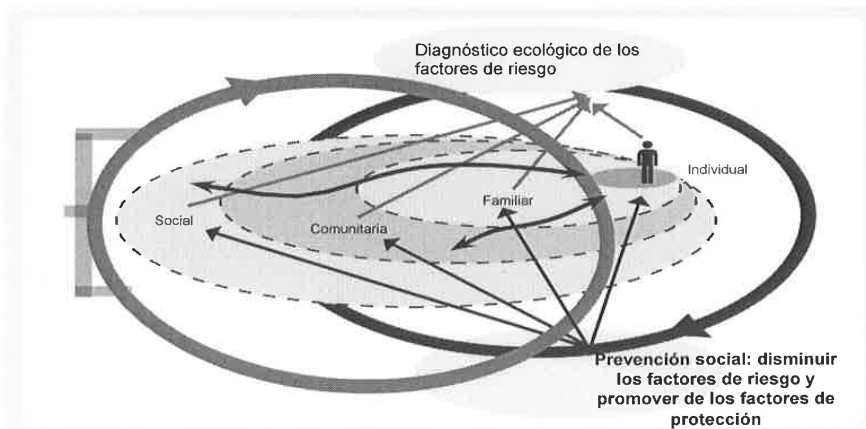 Diagnóstico ecológico de los
factores de riesgo
Individual
Familiar
Social
Comunitaria
Prevención social: disminuir
los factores de riesgo y
promover de los factores de
protección